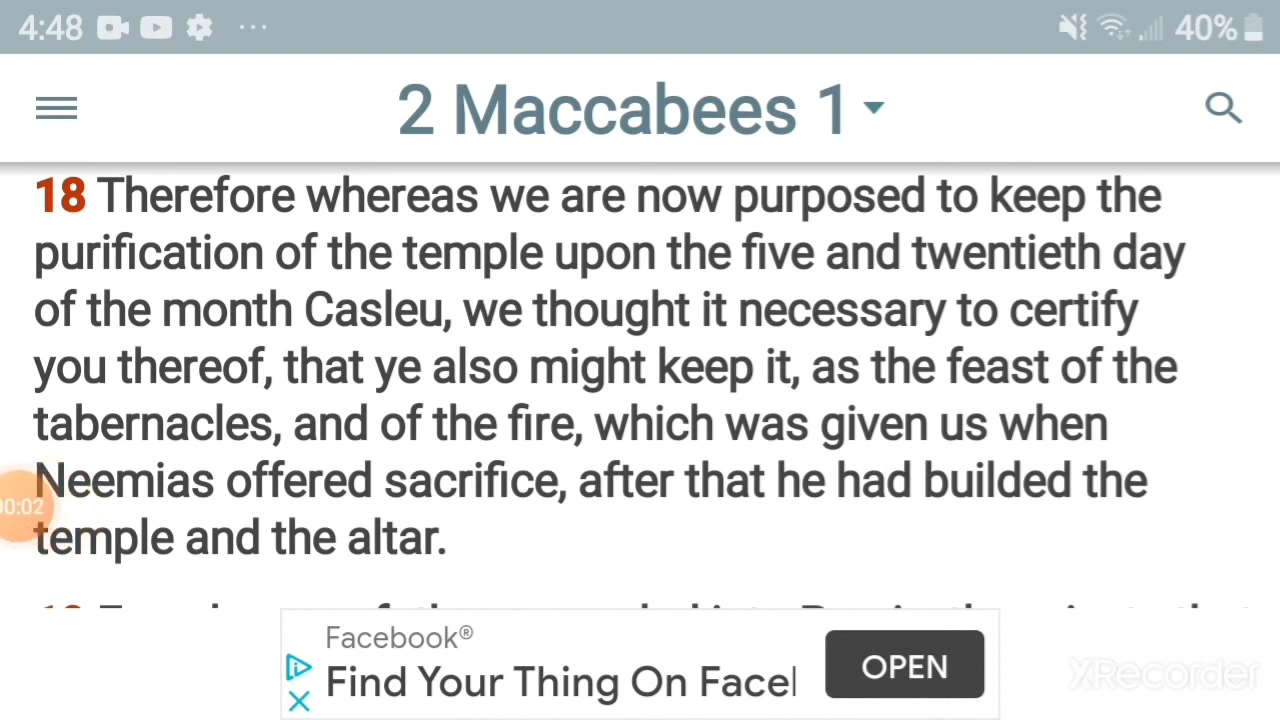 4:48 ... 40%
2 Maccabees 1
18 Therefore whereas we are now purposed to keep the
purification of the temple upon the five and twentieth day
of the month Casleu, we thought it necessary to certify
you thereof, that ye also might keep it, as the feast of the
tabernacles, and of the fire, which was given us when
Neemias offered sacrifice, after that he had builded the
00:02
temple and the altar.
Facebook®
Find Your Thing On Face
OPEN
XRecorder